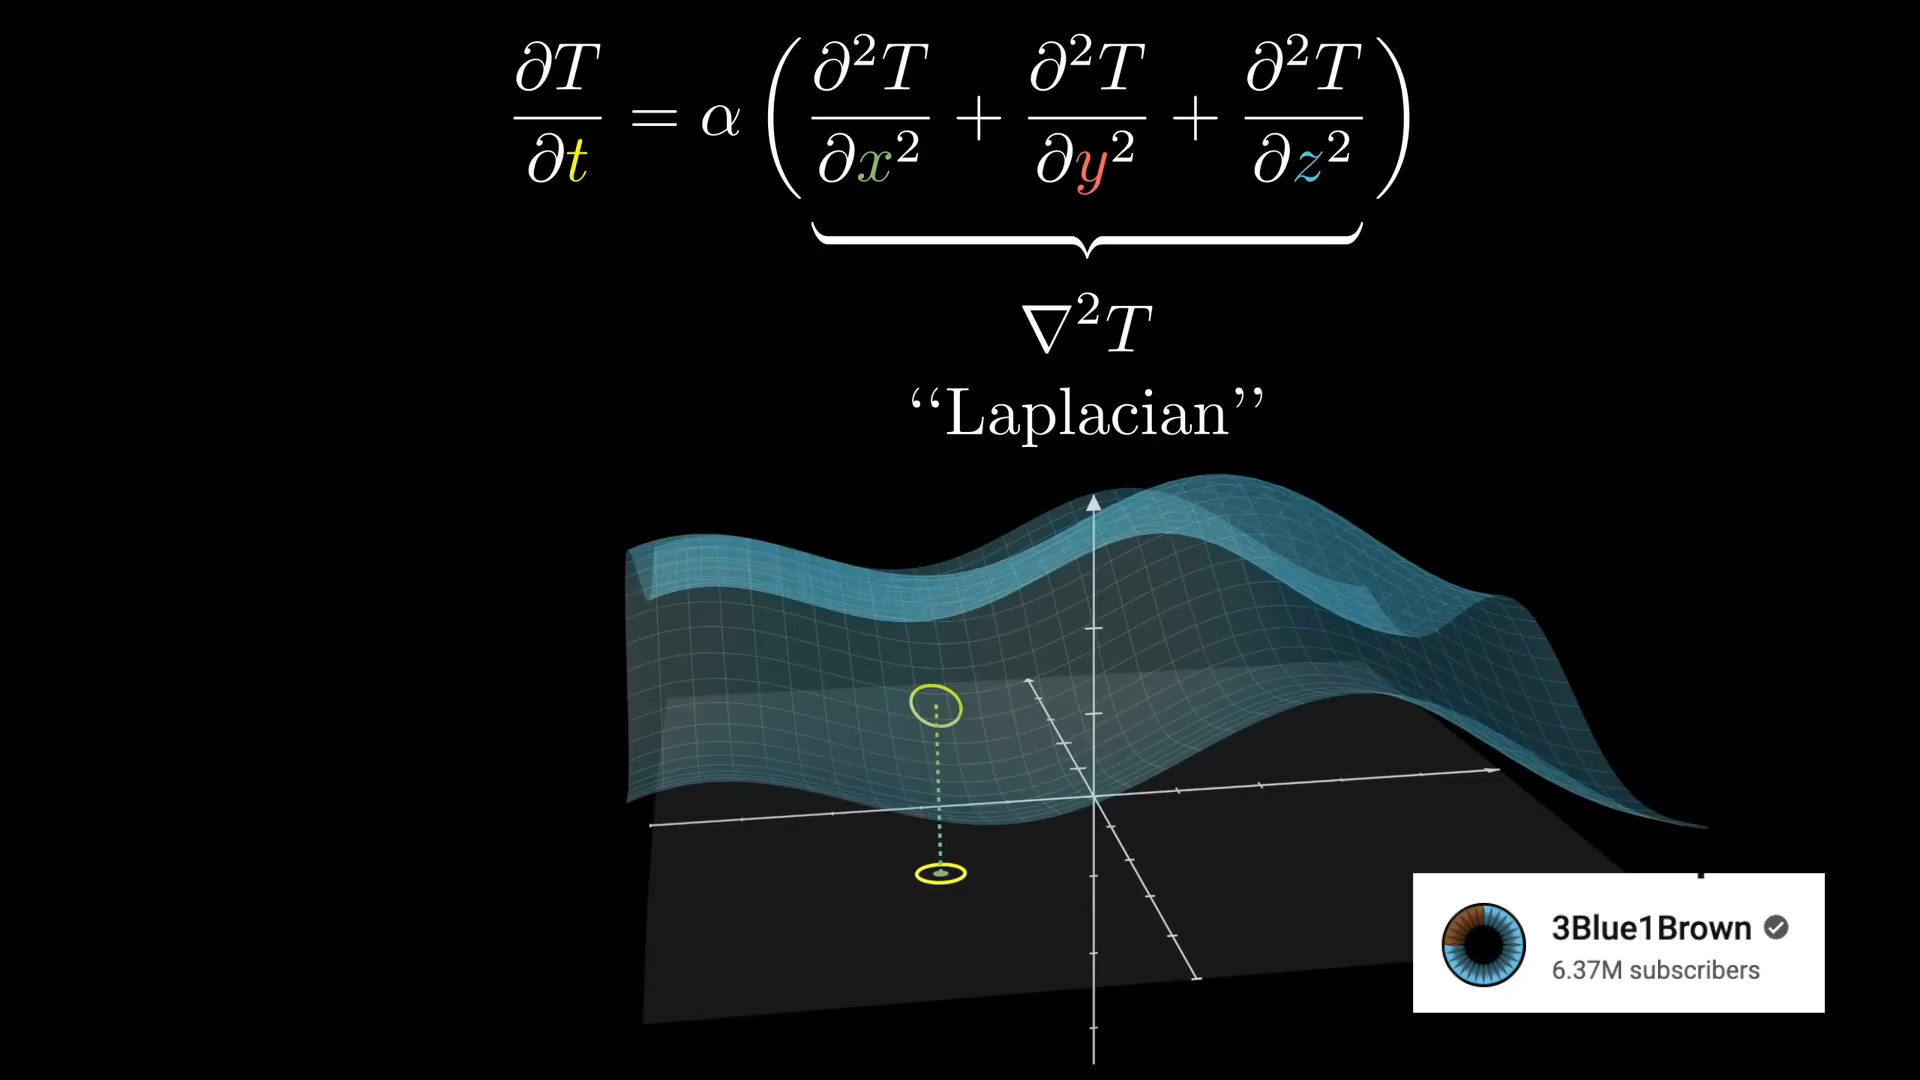 ∂T/∂t = α (∂²T/∂x² + ∂²T/∂y² + ∂²T/∂z²)
∇²T
“Laplacian”
3Blue1Brown
6.37M subscribers